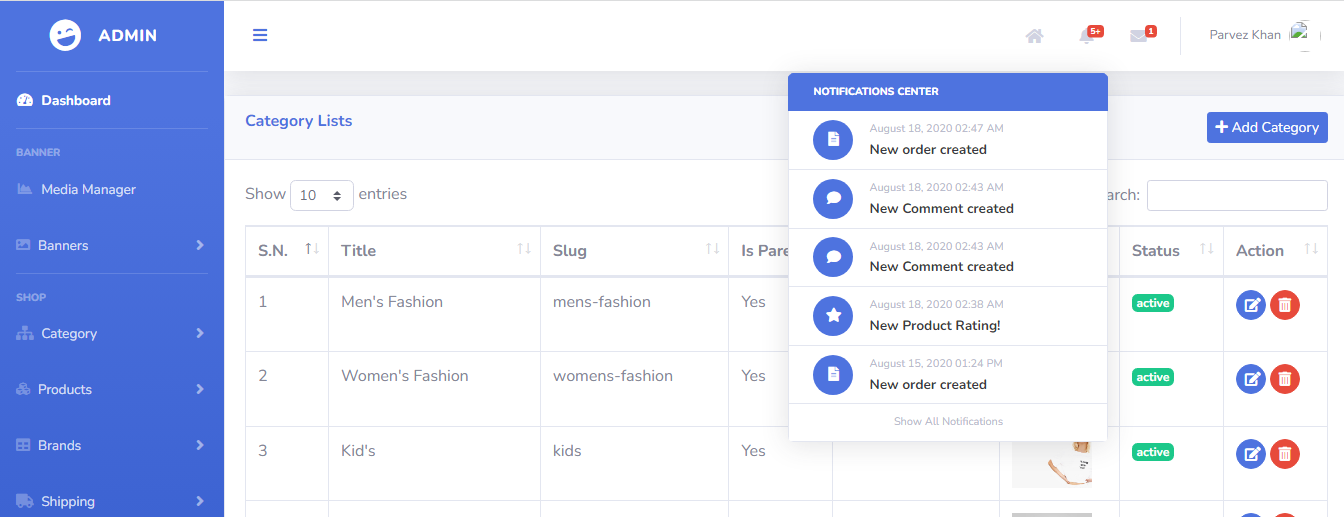 ADMIN
5+
1
Parvez Khan
Dashboard
BANNER
Media Manager
Banners
SHOP
Category
Products
Brands
Shipping
Category Lists
Add Category
Show 10 entries
arch:
S.N. Title Slug Is Pare Status Action
1 Men's Fashion mens-fashion Yes active
2 Women's Fashion womens-fashion Yes active
3 Kid's kids Yes active
NOTIFICATIONS CENTER
August 18, 2020 02:47 AM
New order created
August 18, 2020 02:43 AM
New Comment created
August 18, 2020 02:43 AM
New Comment created
August 18, 2020 02:38 AM
New Product Rating!
August 15, 2020 01:24 PM
New order created
Show All Notifications